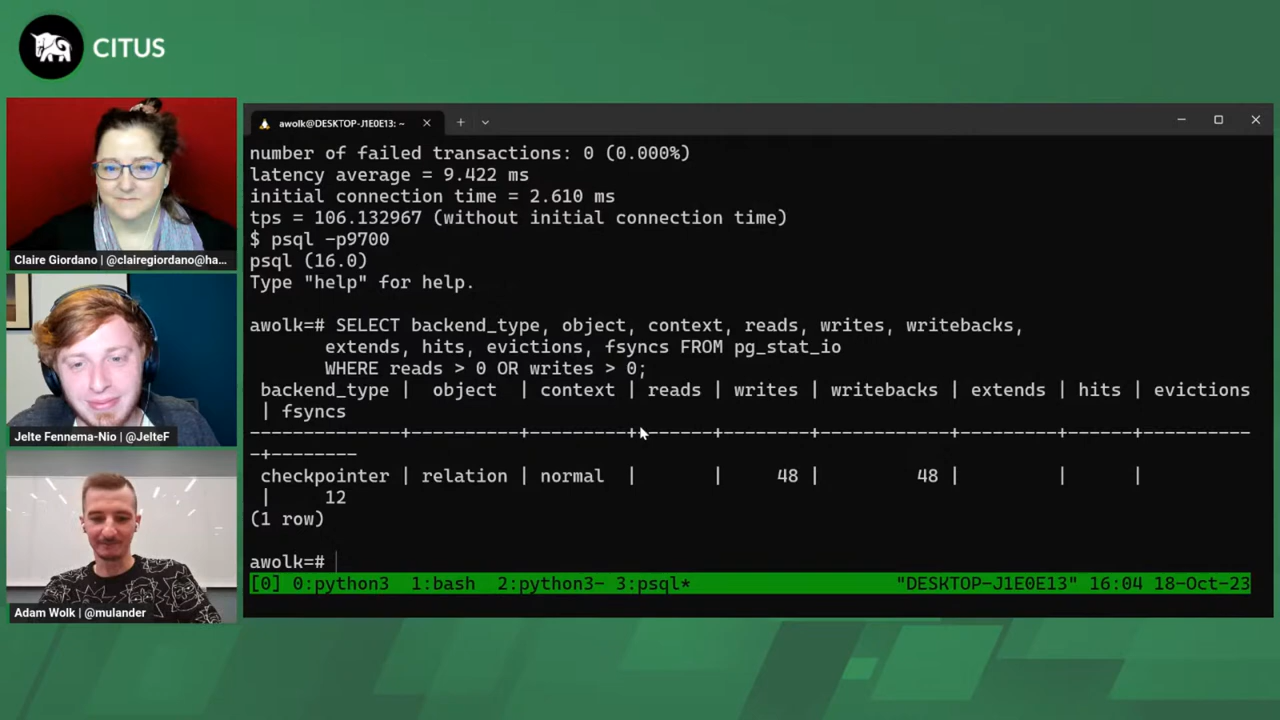 CITUS
awolk@DESKTOP-J1E0E13: ~
number of failed transactions: 0 (0.000%)
latency average = 9.422 ms
initial connection time = 2.610 ms
tps = 106.132967 (without initial connection time)
$ psql -p9700
psql (16.0)
Type "help" for help.
awolk=# SELECT backend_type, object, context, reads, writes, writebacks,
extends, hits, evictions, fsyncs FROM pg_stat_io
WHERE reads > 0 OR writes > 0;
backend_type | object | context | reads | writes | writebacks | extends | hits | evictions
| fsyncs
--------------+----------+---------+-------+--------+------------+---------+------+----------
-+--------
checkpointer | relation | normal | | 48 | 48 | | |
| 12
(1 row)
awolk=#
[0] 0:python3 1:bash 2:python3- 3:psql* "DESKTOP-J1E0E13" 16:04 18-Oct-23
Claire Giordano | @clairegiordano@ha...
Jelte Fennema-Nio | @JelteF
Adam Wolk | @mulander